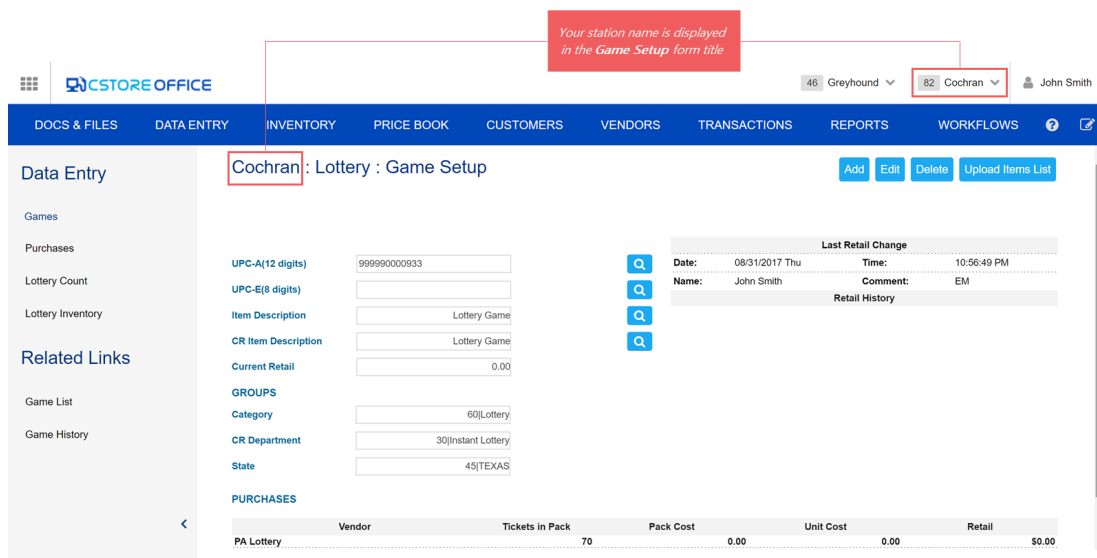 Your station name is displayed
in the Game Setup form title
CSTOREOFFICE
46 Greyhound
82 Cochran
John Smith
DOCS & FILES DATA ENTRY INVENTORY PRICE BOOK CUSTOMERS VENDORS TRANSACTIONS REPORTS WORKFLOWS ?
Data Entry
Games
Purchases
Lottery Count
Lottery Inventory
Related Links
Game List
Game History
Cochran : Lottery : Game Setup
Add Edit Delete Upload Items List
UPC-A(12 digits) 999990000933
UPC-E(8 digits)
Item Description Lottery Game
CR Item Description Lottery Game
Current Retail 0.00
GROUPS
Category 60|Lottery
CR Department 30|Instant Lottery
State 45|TEXAS
Last Retail Change
Date: 08/31/2017 Thu Time: 10:56:49 PM
Name: John Smith Comment: EM
Retail History
PURCHASES
Vendor Tickets in Pack Pack Cost Unit Cost Retail
PA Lottery 70 0.00 0.00 $0.00